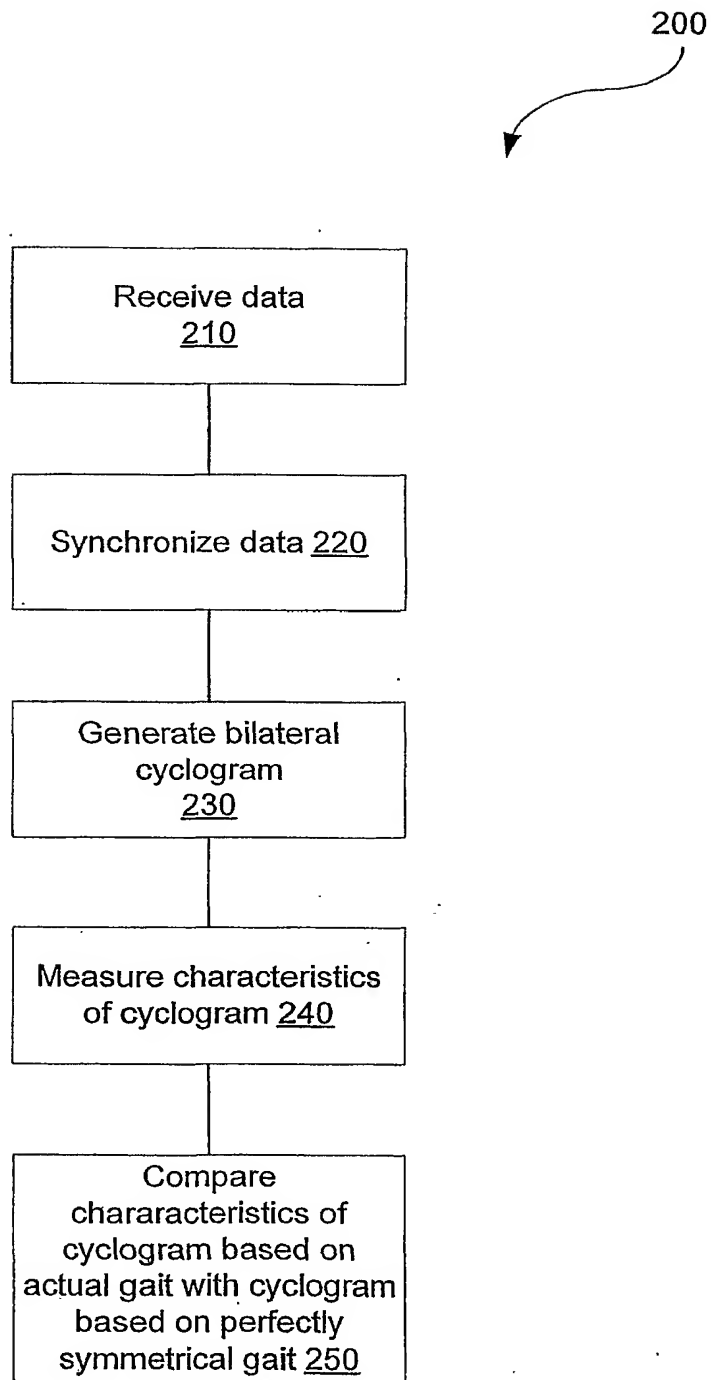 200
Receive data
210
Synchronize data 220
Generate bilateral
cyclogram
230
Measure characteristics
of cyclogram 240
Compare
chararacteristics of
cyclogram based on
actual gait with cyclogram
based on perfectly
symmetrical gait 250